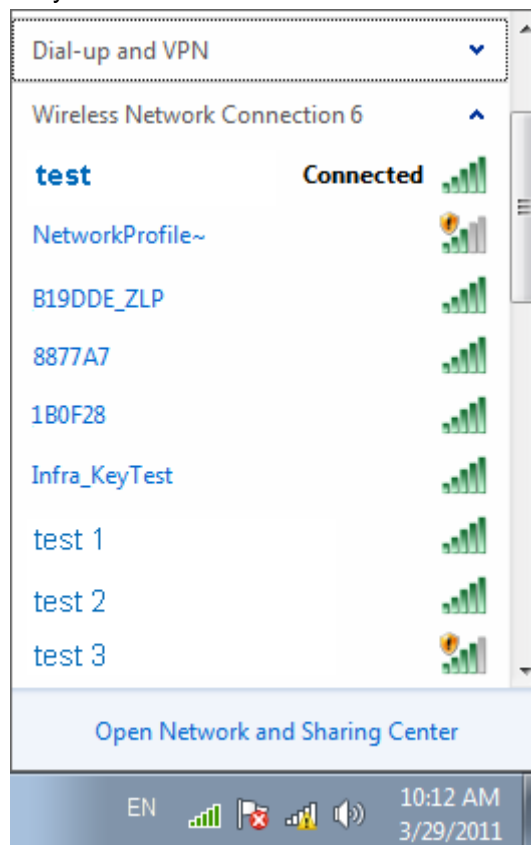 Dial-up and VPN
Wireless Network Connection 6
test Connected
NetworkProfile~
B19DDE_ZLP
8877A7
1B0F28
Infra_KeyTest
test 1
test 2
test 3
Open Network and Sharing Center
EN 10:12 AM
3/29/2011